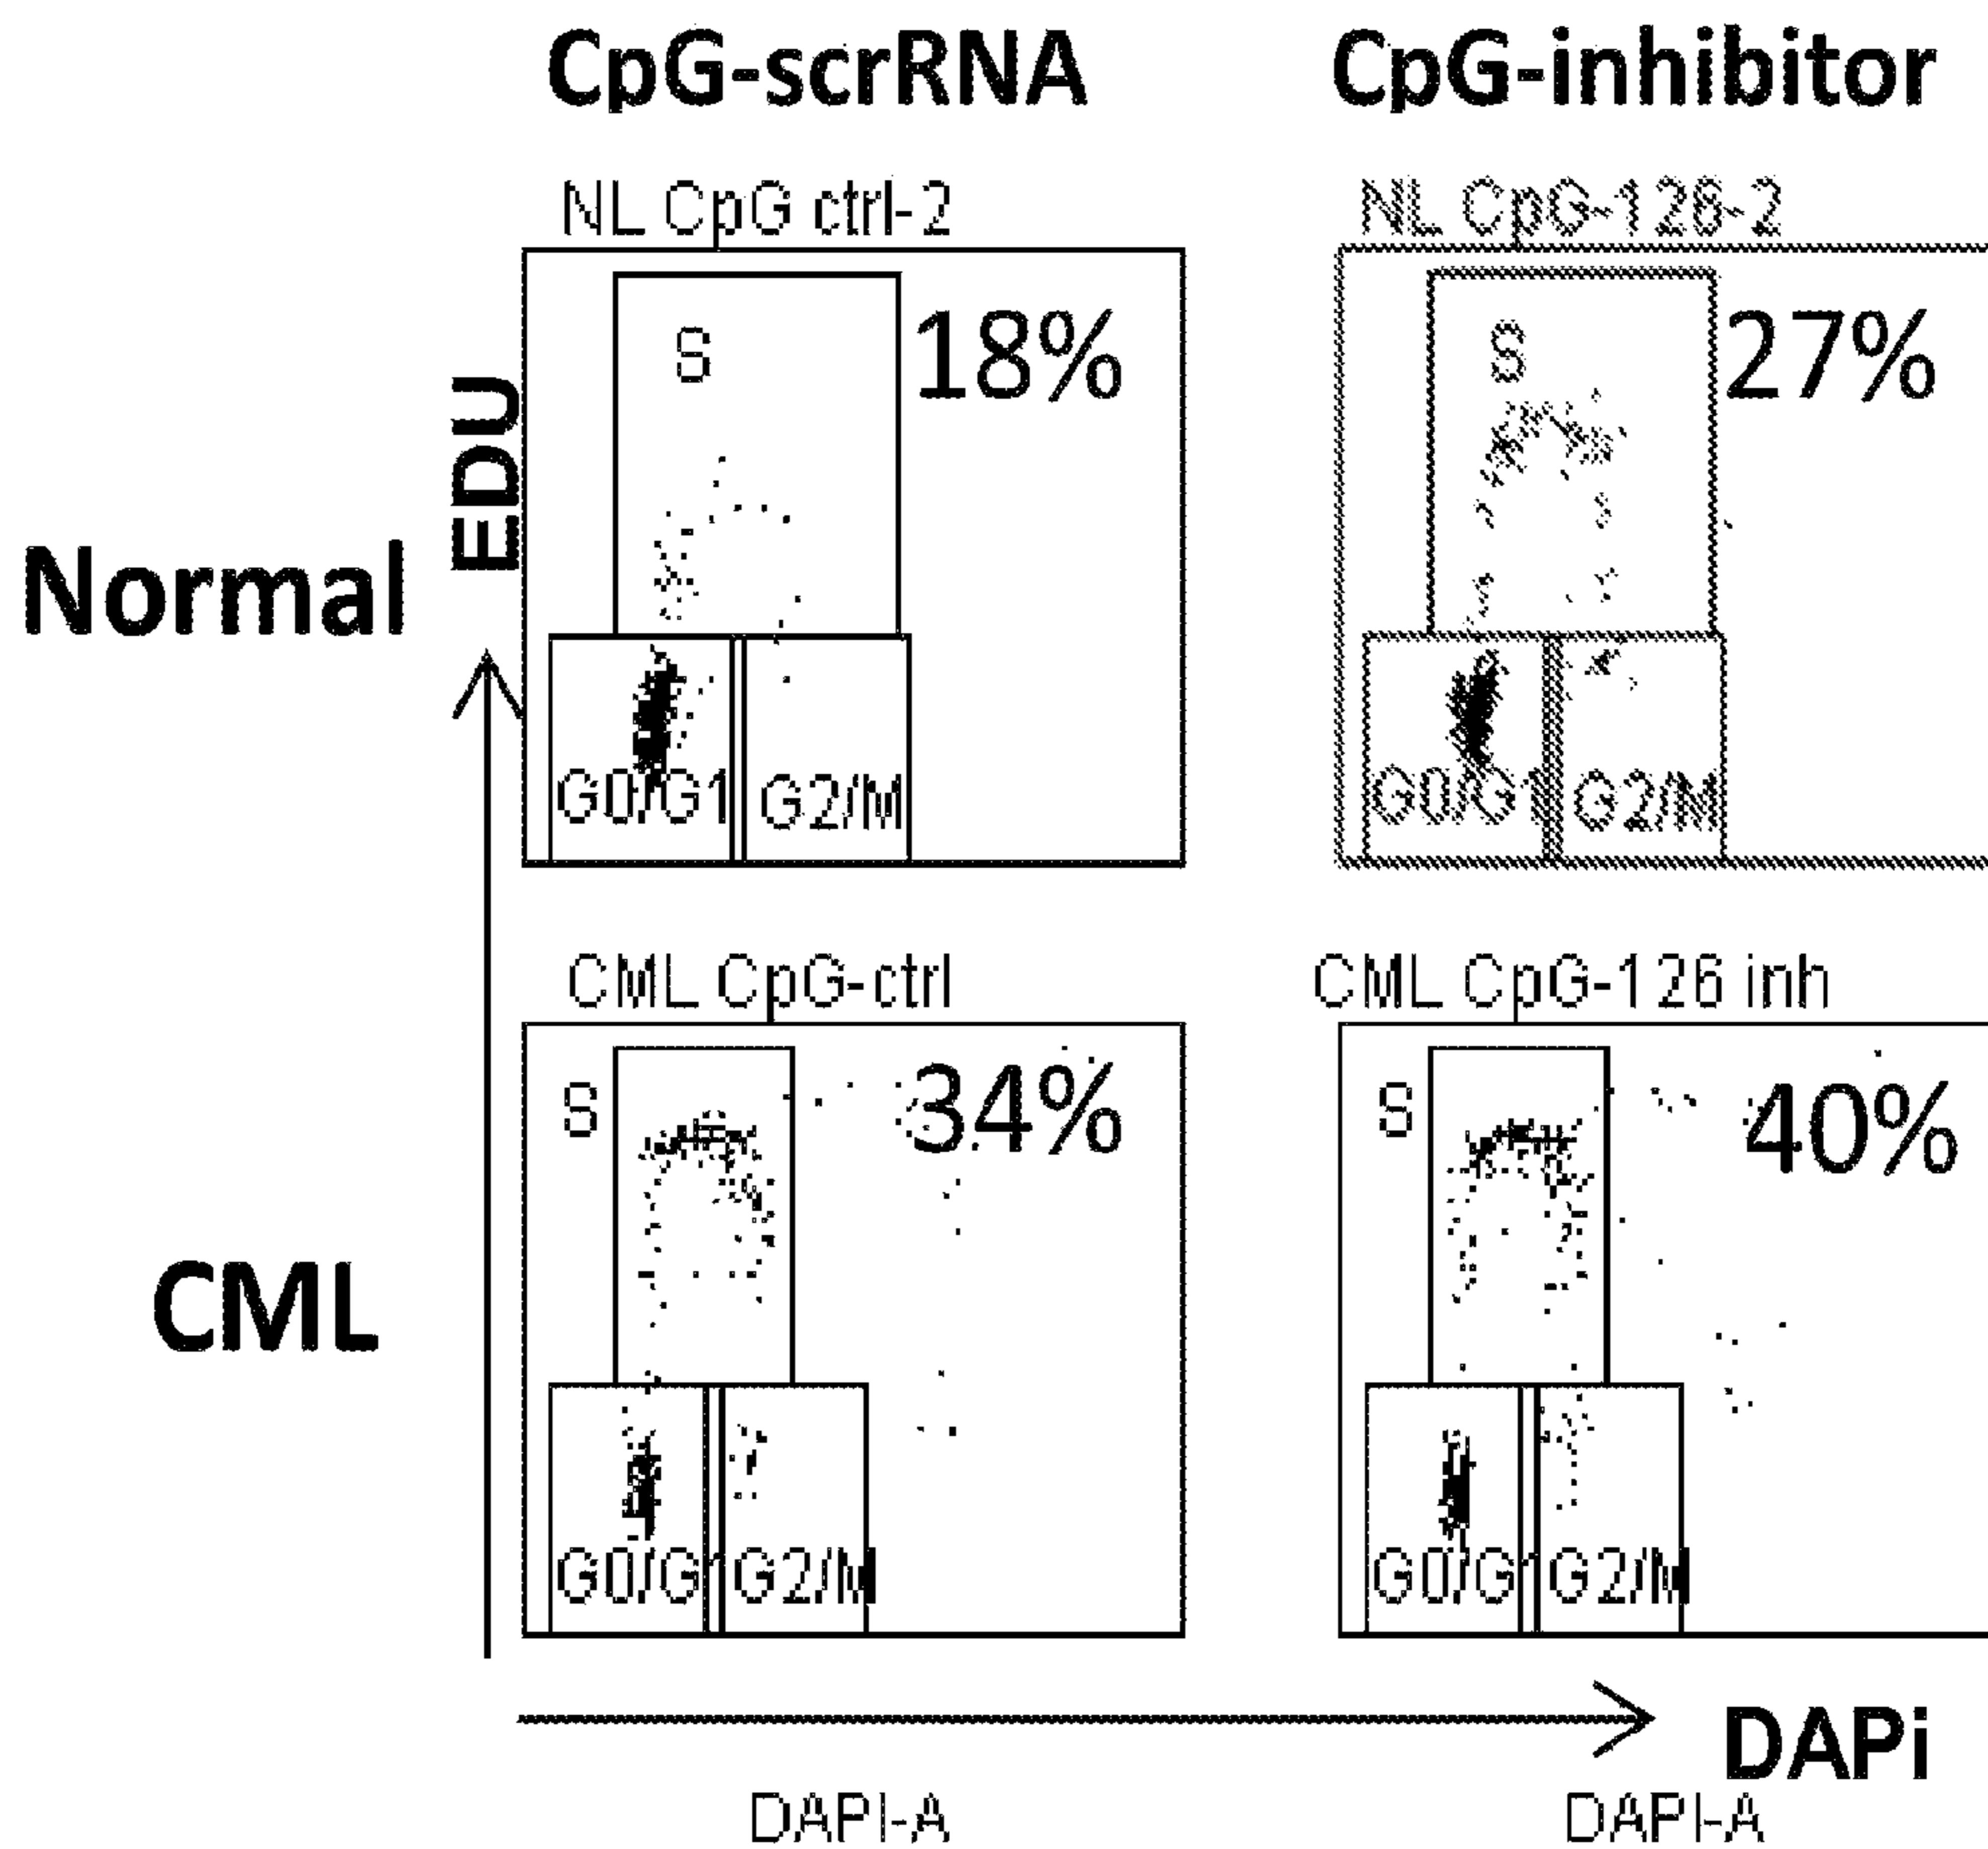 CpG-scrRNA CpG-inhibitor
NL CpG ctrl-2 NL CpG-126-2
S 18% S 27%
EDU
Normal
G0/G1 G2/M G0/G1 G2/M
CML CpG-ctrl CML CpG-126 inh
S 34% S 40%
CML
G0/G1 G2/M G0/G1 G2/M
DAPi
DAPI-A DAPI-A